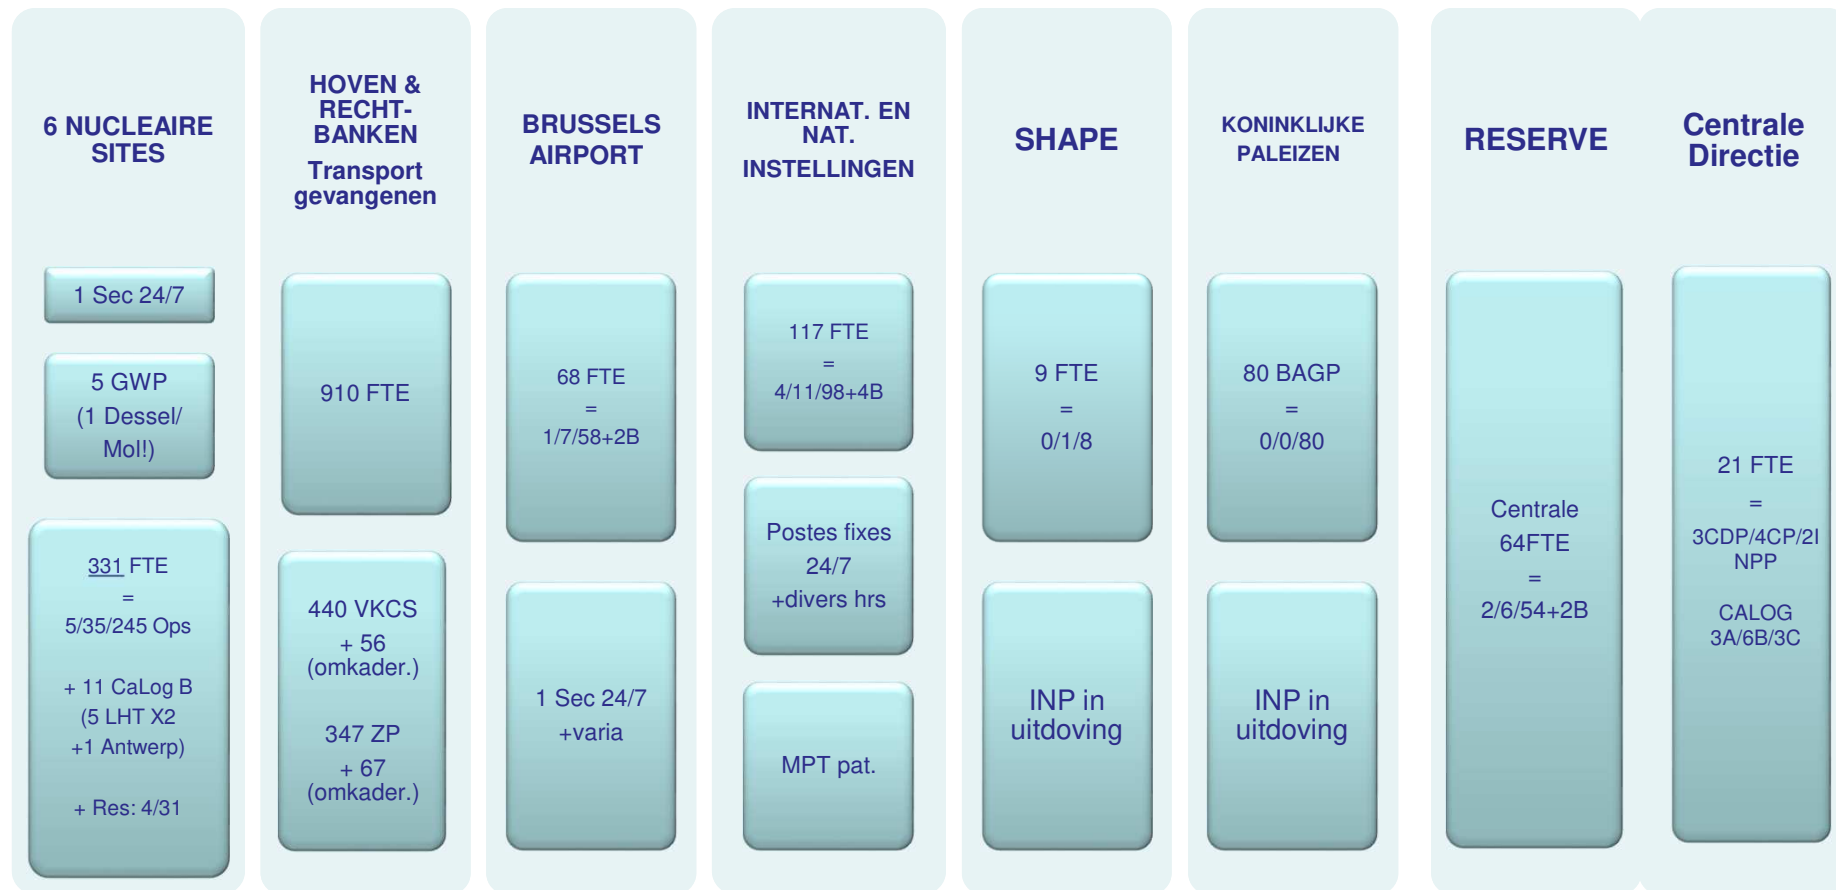 6 NUCLEAIRE
SITES
1 Sec 24/7
5 GWP
(1 Dessel/
Mol!)
331 FTE
=
5/35/245 Ops
+ 11 CaLog B
(5 LHT X2
+1 Antwerp)
+ Res: 4/31
HOVEN &
RECHT-
BANKEN
Transport
gevangenen
910 FTE
440 VKCS
+ 56
(omkader.)
347 ZP
+ 67
(omkader.)
BRUSSELS
AIRPORT
68 FTE
=
1/7/58+2B
1 Sec 24/7
+varia
INTERNAT. EN
NAT.
INSTELLINGEN
117 FTE
=
4/11/98+4B
Postes fixes
24/7
+divers hrs
MPT pat.
SHAPE
9 FTE
=
0/1/8
INP in
uitdoving
KONINKLIJKE
PALEIZEN
80 BAGP
=
0/0/80
INP in
uitdoving
RESERVE
Centrale
64FTE
=
2/6/54+2B
Centrale
Directie
21 FTE
=
3CDP/4CP/2I
NPP
CALOG
3A/6B/3C